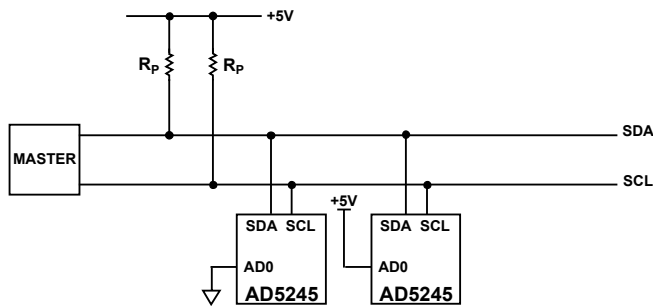 +5V
RP RP
MASTER
SDA
SCL
+5V
SDA SCL SDA SCL
AD0 AD0
AD5245 AD5245